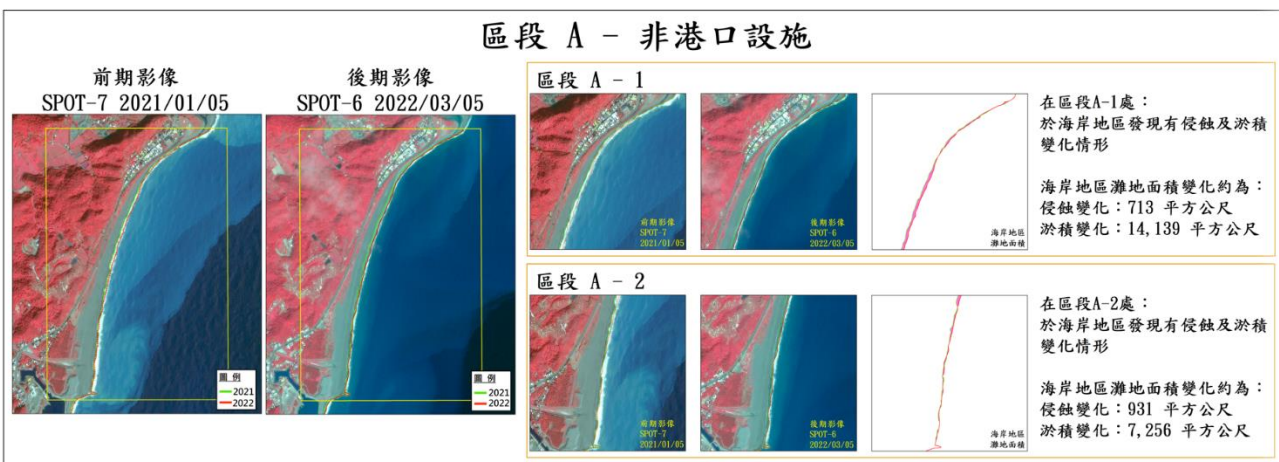 區段 A - 非港口設施
前期影像
SPOT-7 2021/01/05
後期影像
SPOT-6 2022/03/05
圖 例
2021
2022
圖 例
2021
2022
區段 A - 1
前期影像
SPOT-7
2021/01/05
後期影像
SPOT-6
2022/03/05
海岸地區
灘地面積
在區段A-1處：
於海岸地區發現有侵蝕及淤積
變化情形
海岸地區灘地面積變化約為：
侵蝕變化：713 平方公尺
淤積變化：14,139 平方公尺
區段 A - 2
前期影像
SPOT-7
2021/01/05
後期影像
SPOT-6
2022/03/05
海岸地區
灘地面積
在區段A-2處：
於海岸地區發現有侵蝕及淤積
變化情形
海岸地區灘地面積變化約為：
侵蝕變化：931 平方公尺
淤積變化：7,256 平方公尺